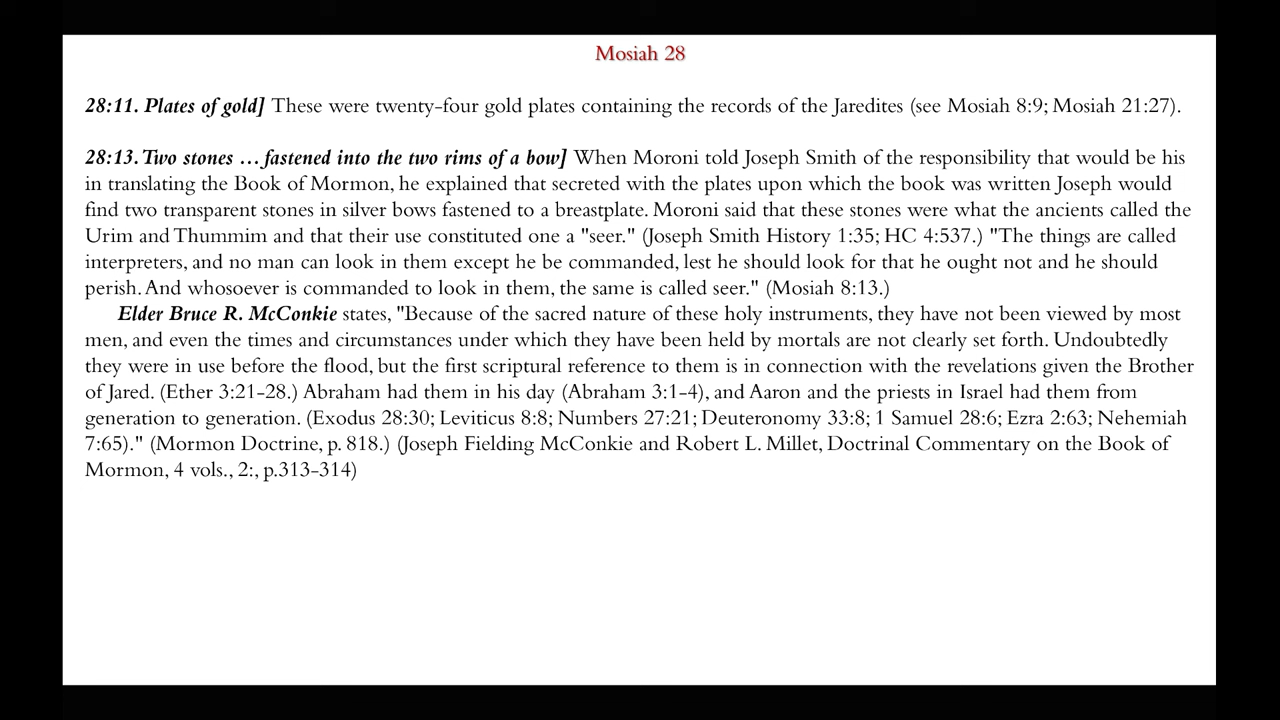 Mosiah 28
28:11. Plates of gold] These were twenty-four gold plates containing the records of the Jaredites (see Mosiah 8:9; Mosiah 21:27).
28:13. Two stones ... fastened into the two rims of a bow] When Moroni told Joseph Smith of the responsibility that would be his
in translating the Book of Mormon, he explained that secreted with the plates upon which the book was written Joseph would
find two transparent stones in silver bows fastened to a breastplate. Moroni said that these stones were what the ancients called the
Urim and Thummim and that their use constituted one a "seer." (Joseph Smith History 1:35; HC 4:537.) "The things are called
interpreters, and no man can look in them except he be commanded, lest he should look for that he ought not and he should
perish. And whosoever is commanded to look in them, the same is called seer." (Mosiah 8:13.)
Elder Bruce R. McConkie states, "Because of the sacred nature of these holy instruments, they have not been viewed by most
men, and even the times and circumstances under which they have been held by mortals are not clearly set forth. Undoubtedly
they were in use before the flood, but the first scriptural reference to them is in connection with the revelations given the Brother
of Jared. (Ether 3:21-28.) Abraham had them in his day (Abraham 3:1-4), and Aaron and the priests in Israel had them from
generation to generation. (Exodus 28:30; Leviticus 8:8; Numbers 27:21; Deuteronomy 33:8; 1 Samuel 28:6; Ezra 2:63; Nehemiah
7:65)." (Mormon Doctrine, p. 818.) (Joseph Fielding McConkie and Robert L. Millet, Doctrinal Commentary on the Book of
Mormon, 4 vols., 2:, p.313-314)